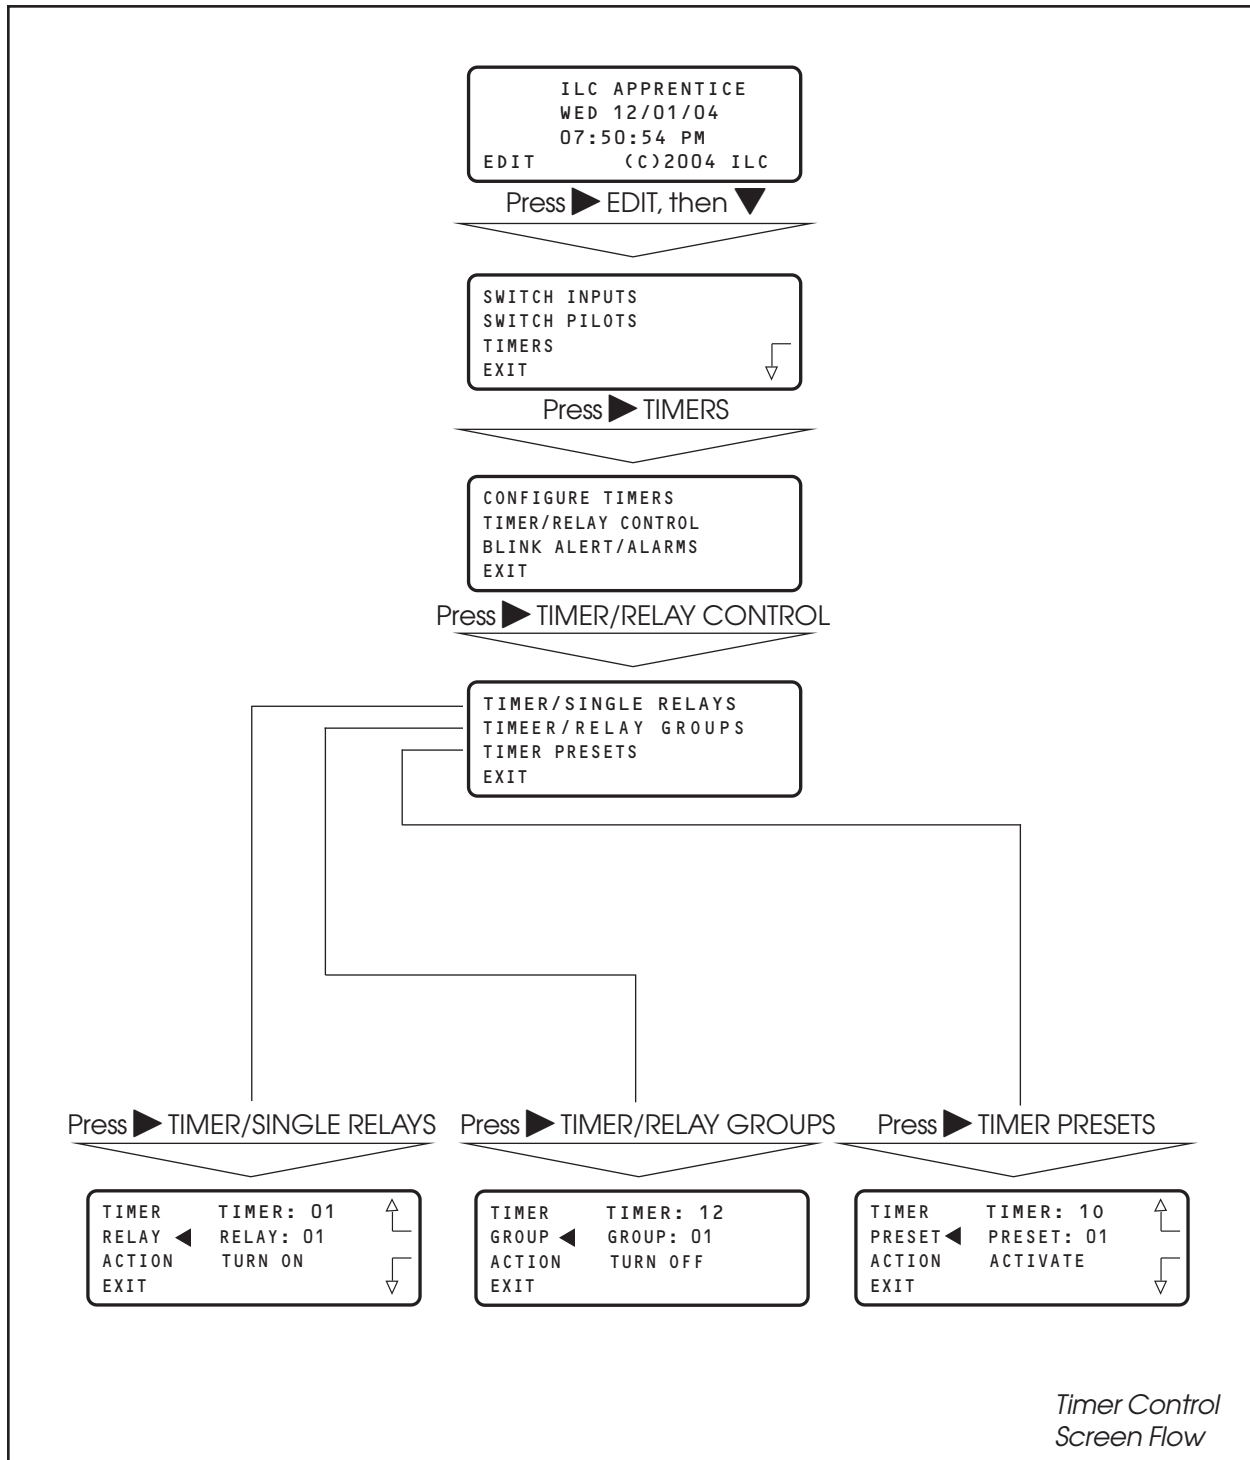 ILC APPRENTICE
WED 12/01/04
07:50:54 PM
EDIT (C)2004 ILC
Press ▶ EDIT, then ▼
SWITCH INPUTS
SWITCH PILOTS
TIMERS
EXIT
Press ▶ TIMERS
CONFIGURE TIMERS
TIMER/RELAY CONTROL
BLINK ALERT/ALARMS
EXIT
Press ▶ TIMER/RELAY CONTROL
TIMER/SINGLE RELAYS
TIMEER/RELAY GROUPS
TIMER PRESETS
EXIT
Press ▶ TIMER/SINGLE RELAYS
TIMER TIMER: 01
RELAY ◀ RELAY: 01
ACTION TURN ON
EXIT
Press ▶ TIMER/RELAY GROUPS
TIMER TIMER: 12
GROUP ◀ GROUP: 01
ACTION TURN OFF
EXIT
Press ▶ TIMER PRESETS
TIMER TIMER: 10
PRESET ◀ PRESET: 01
ACTION ACTIVATE
EXIT
Timer Control
Screen Flow